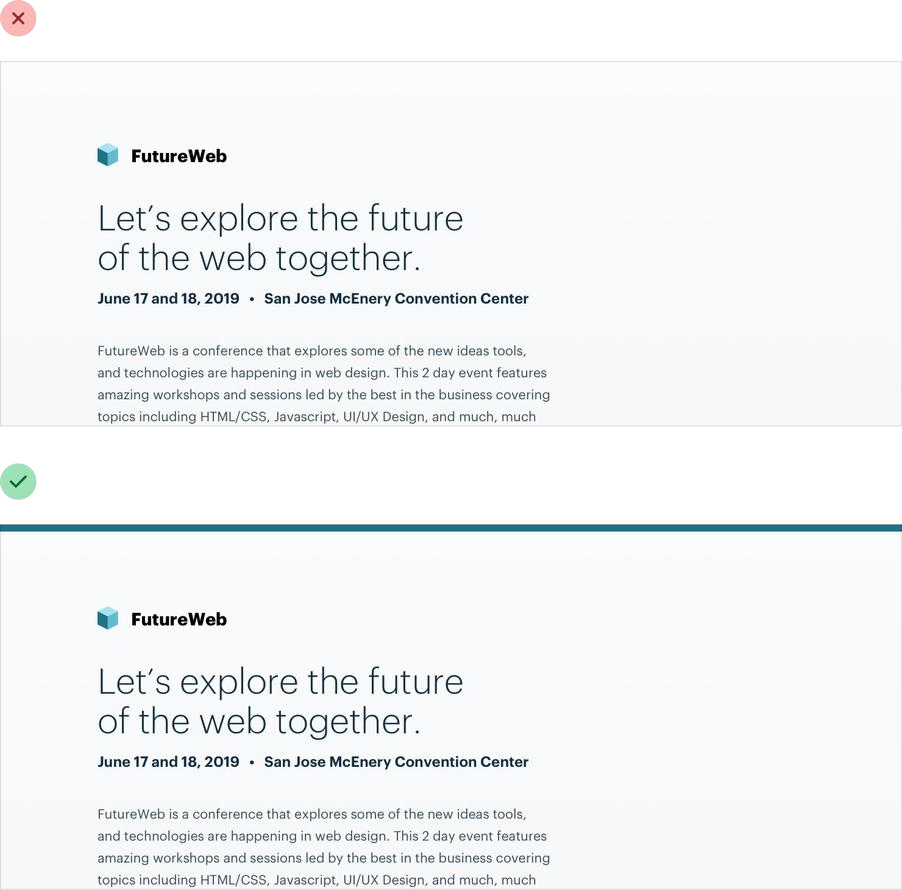 FutureWeb
Let’s explore the future
of the web together.
June 17 and 18, 2019 • San Jose McEnery Convention Center
FutureWeb is a conference that explores some of the new ideas tools,
and technologies are happening in web design. This 2 day event features
amazing workshops and sessions led by the best in the business covering
topics including HTML/CSS, Javascript, UI/UX Design, and much, much
FutureWeb
Let’s explore the future
of the web together.
June 17 and 18, 2019 • San Jose McEnery Convention Center
FutureWeb is a conference that explores some of the new ideas tools,
and technologies are happening in web design. This 2 day event features
amazing workshops and sessions led by the best in the business covering
topics including HTML/CSS, Javascript, UI/UX Design, and much, much